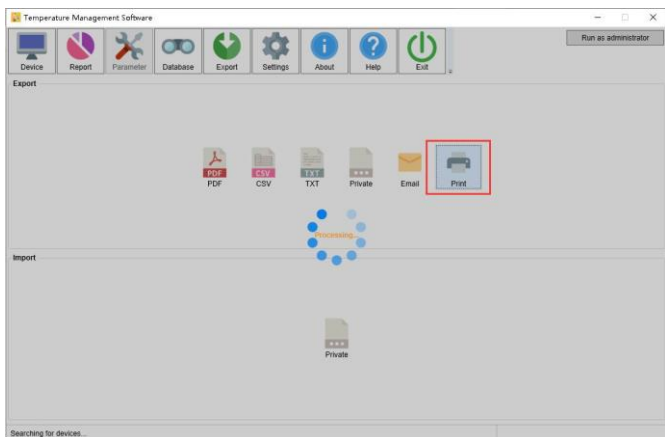 Temperature Management Software
Run as administrator
Device Report Parameter Database Export Settings About Help Exit
Export
PDF CSV TXT
PDF CSV TXT Private Email Print
Processing...
Import
Private
Searching for devices...